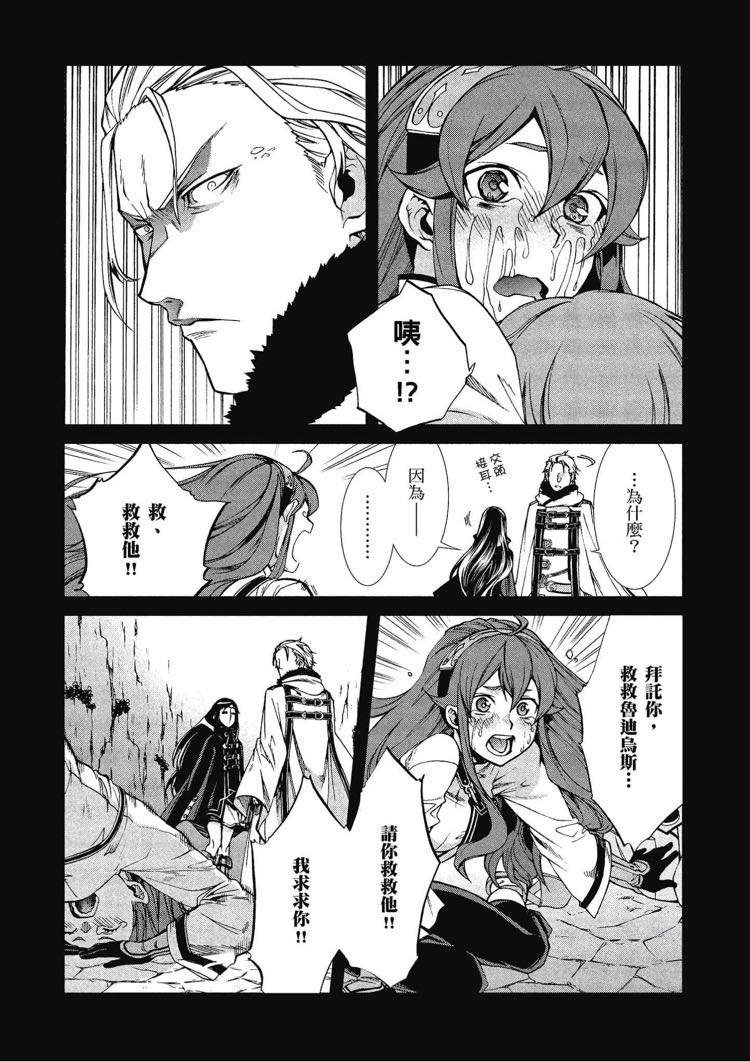 咦…
!?
…為什麼？
交頭
接耳…
因為—
…………
救、
救救他!!
拜託你，
救救魯迪烏斯…
請你救救他!!
我求求你!!